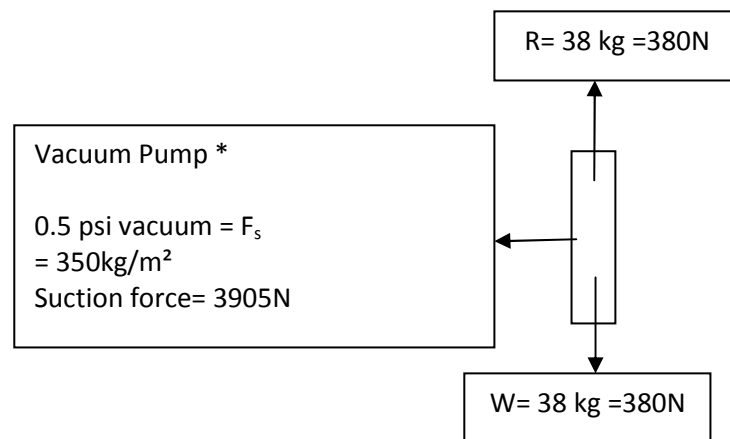 R= 38 kg =380N
Vacuum Pump *
0.5 psi vacuum = Fₛ
= 350kg/m²
Suction force= 3905N
W= 38 kg =380N